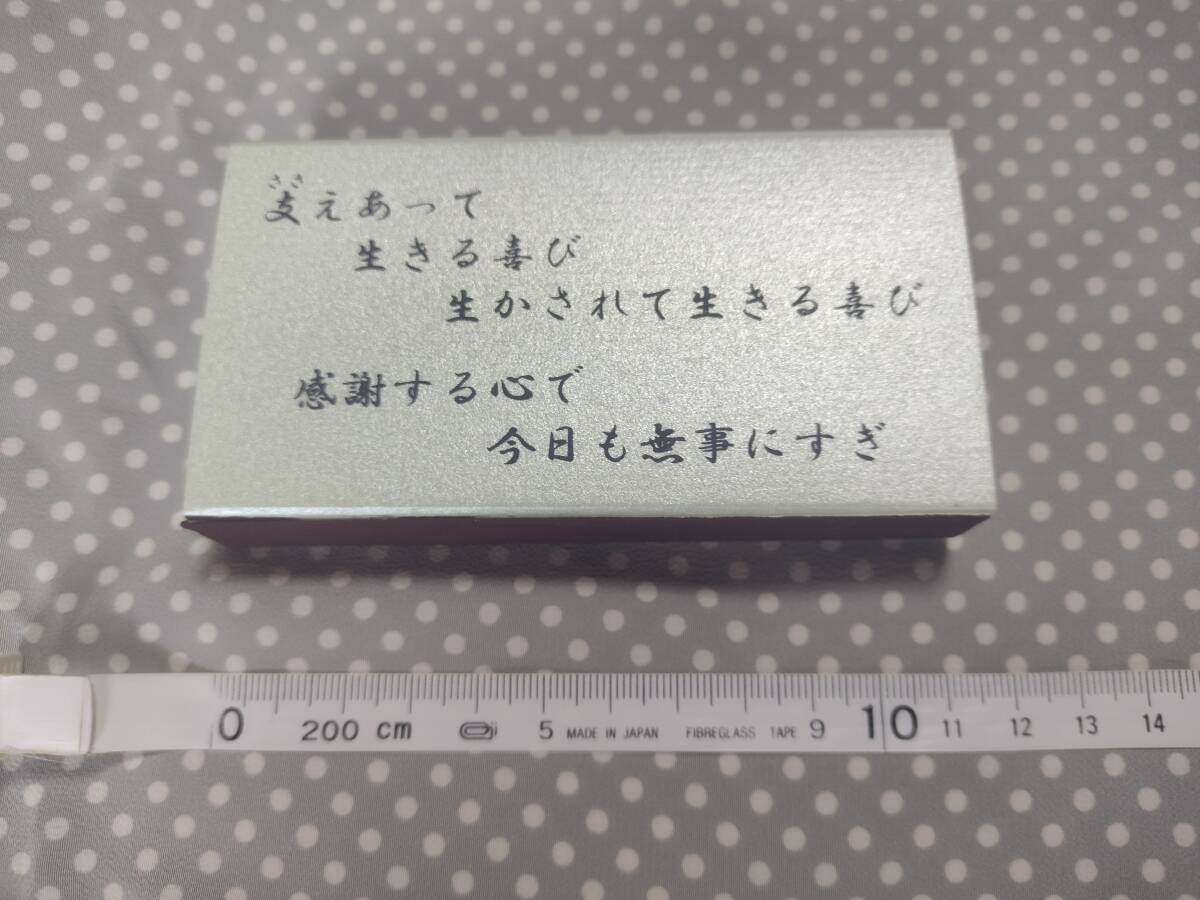 ささ
支えあって
生きる喜び
生かされて生きる喜び
感謝する心で
今日も無事にすぎ
0 200 cm 5 MADE IN JAPAN FIBREGLASS TAPE 9 10 11 12 13 14